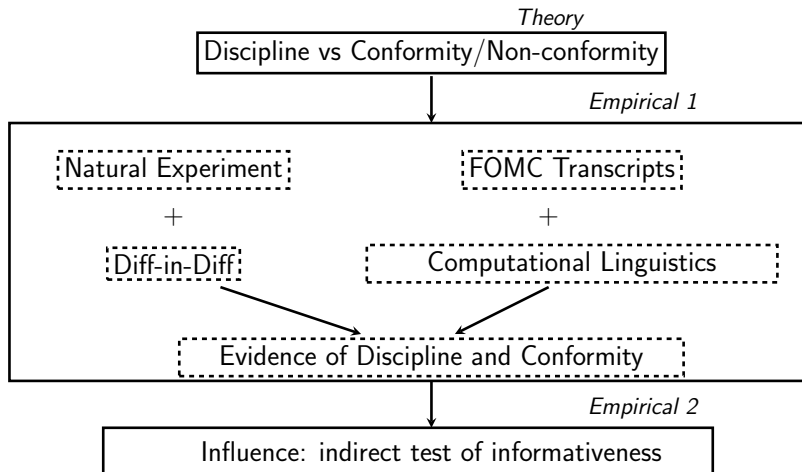 Theory
Discipline vs Conformity/Non-conformity
Empirical 1
Natural Experiment
FOMC Transcripts
+
+
Diff-in-Diff
Computational Linguistics
Evidence of Discipline and Conformity
Empirical 2
Influence: indirect test of informativeness